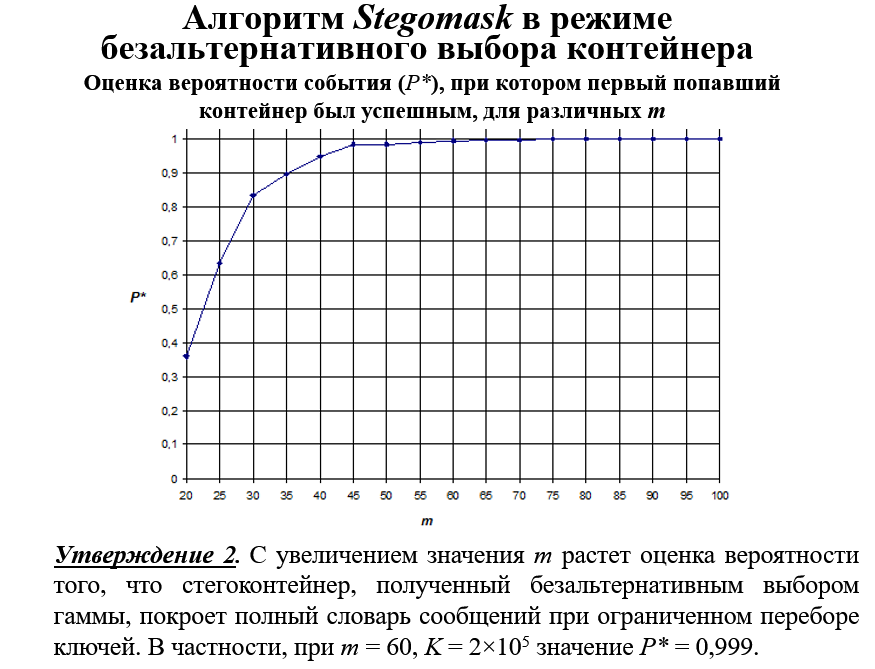 Алгоритм Stegomask в режиме
безальтернативного выбора контейнера
Оценка вероятности события (P*), при котором первый попавший
контейнер был успешным, для различных m
1
0,9
0,8
0,7
0,6
P*
0,5
0,4
0,3
0,2
0,1
0
20 25 30 35 40 45 50 55 60 65 70 75 80 85 90 95 100
m
Утверждение 2. С увеличением значения m растет оценка вероятности
того, что стегоконтейнер, полученный безальтернативным выбором
гаммы, покроет полный словарь сообщений при ограниченном переборе
ключей. В частности, при m = 60, K = 2×10⁵ значение P* = 0,999.